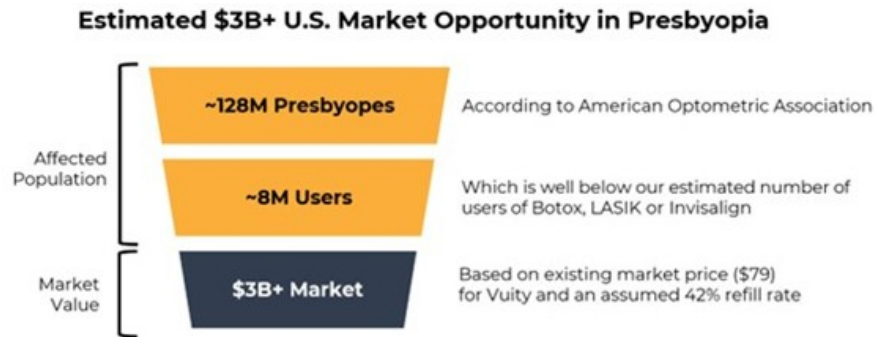 Estimated $3B+ U.S. Market Opportunity in Presbyopia
Affected
Population
~128M Presbyopes
According to American Optometric Association
~8M Users
Which is well below our estimated number of
users of Botox, LASIK or Invisalign
Market
Value
$3B+ Market
Based on existing market price ($79)
for Vuity and an assumed 42% refill rate